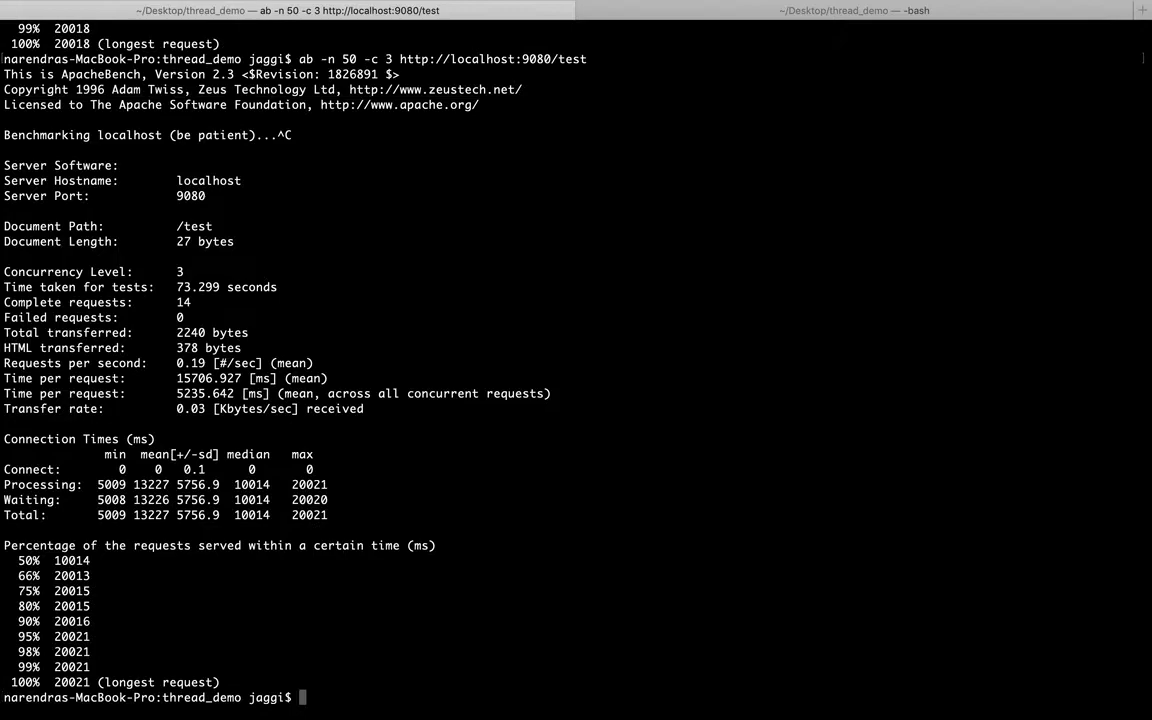 ~/Desktop/thread_demo — ab -n 50 -c 3 http://localhost:9080/test
~/Desktop/thread_demo — -bash
99% 20018
100% 20018 (longest request)
narendras-MacBook-Pro:thread_demo jaggi$ ab -n 50 -c 3 http://localhost:9080/test
This is ApacheBench, Version 2.3 <$Revision: 1826891 $>
Copyright 1996 Adam Twiss, Zeus Technology Ltd, http://www.zeustech.net/
Licensed to The Apache Software Foundation, http://www.apache.org/
Benchmarking localhost (be patient)...^C
Server Software:
Server Hostname: localhost
Server Port: 9080
Document Path: /test
Document Length: 27 bytes
Concurrency Level: 3
Time taken for tests: 73.299 seconds
Complete requests: 14
Failed requests: 0
Total transferred: 2240 bytes
HTML transferred: 378 bytes
Requests per second: 0.19 [#/sec] (mean)
Time per request: 15706.927 [ms] (mean)
Time per request: 5235.642 [ms] (mean, across all concurrent requests)
Transfer rate: 0.03 [Kbytes/sec] received
Connection Times (ms)
min mean[+/-sd] median max
Connect: 0 0 0.1 0 0
Processing: 5009 13227 5756.9 10014 20021
Waiting: 5008 13226 5756.9 10014 20020
Total: 5009 13227 5756.9 10014 20021
Percentage of the requests served within a certain time (ms)
50% 10014
66% 20013
75% 20015
80% 20015
90% 20016
95% 20021
98% 20021
99% 20021
100% 20021 (longest request)
narendras-MacBook-Pro:thread_demo jaggi$